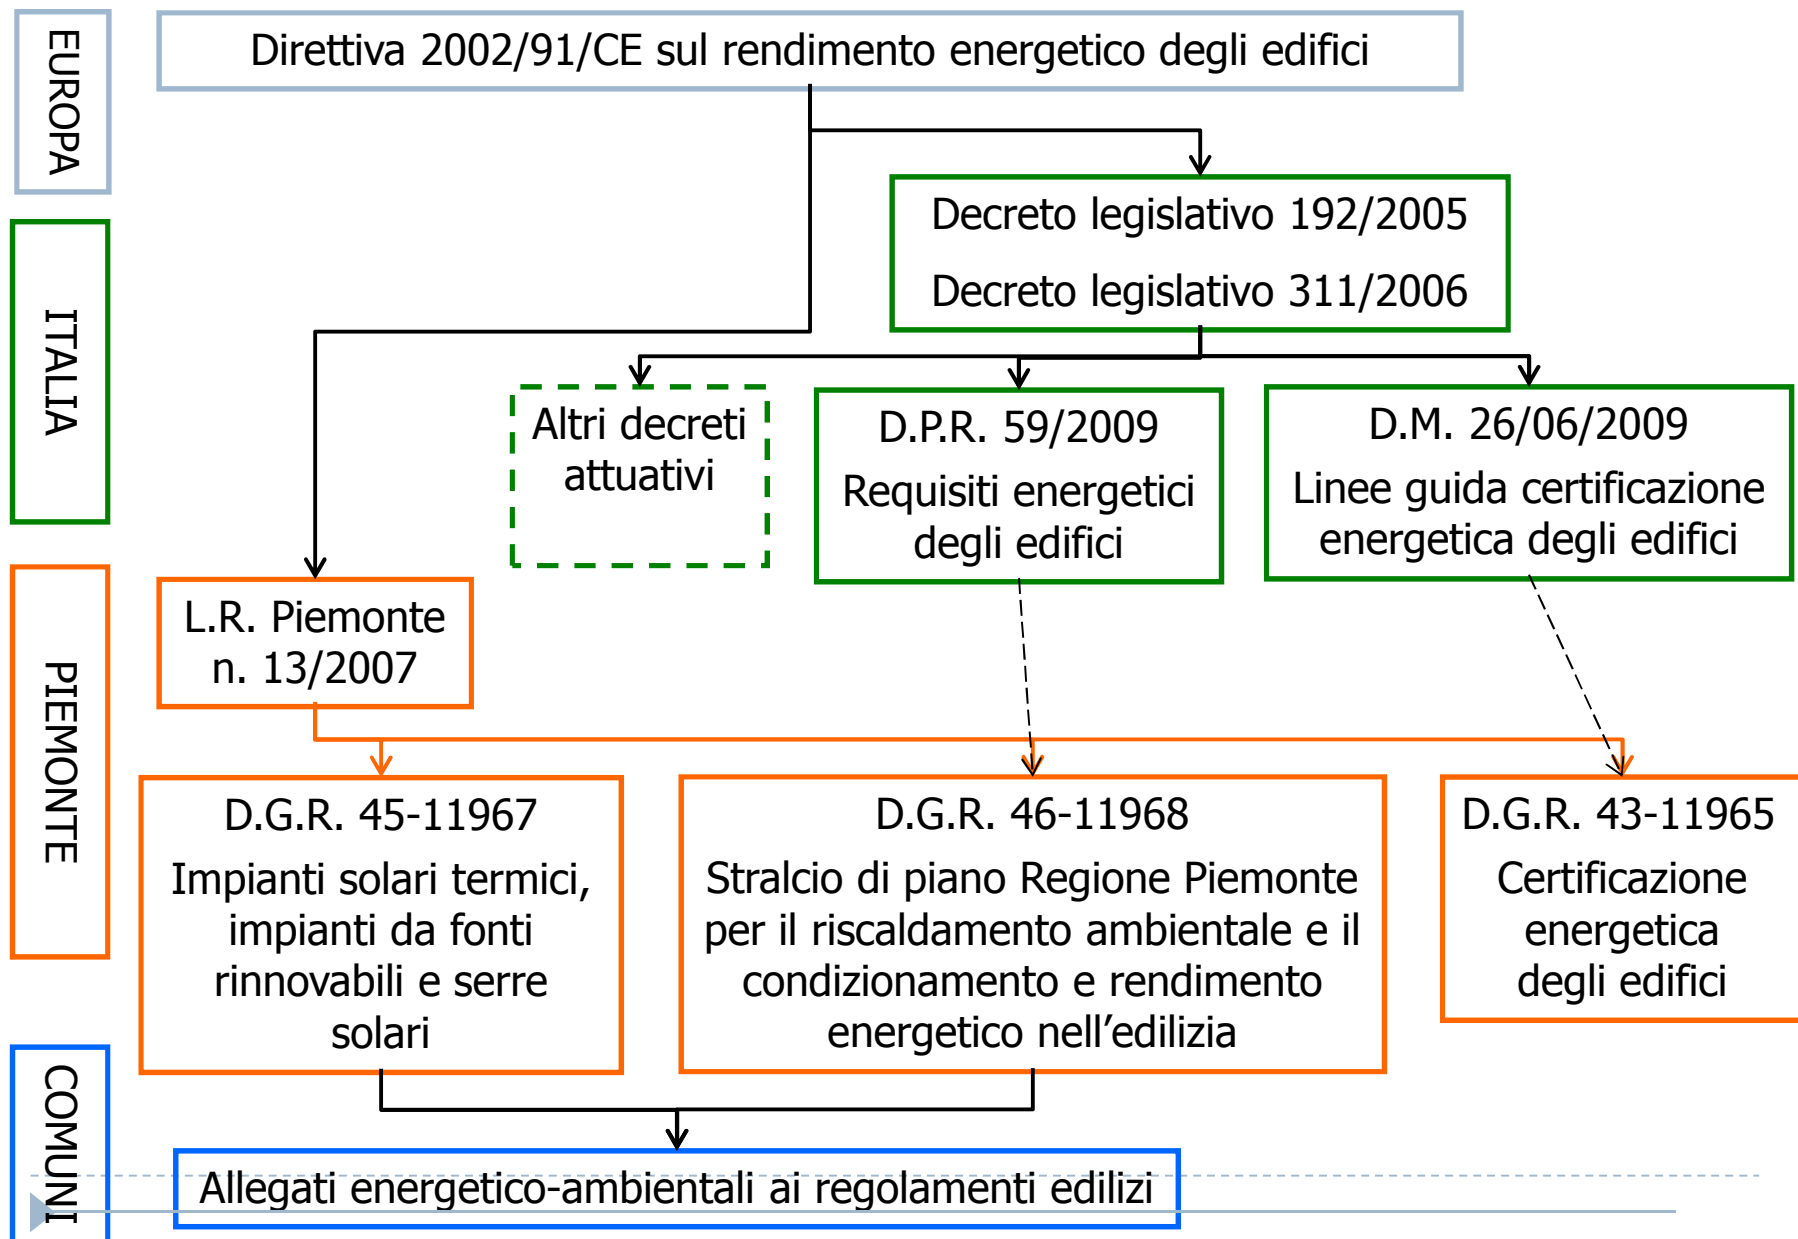 EUROPA
Direttiva 2002/91/CE sul rendimento energetico degli edifici
ITALIA
Decreto legislativo 192/2005
Decreto legislativo 311/2006
Altri decreti
attuativi
D.P.R. 59/2009
Requisiti energetici
degli edifici
D.M. 26/06/2009
Linee guida certificazione
energetica degli edifici
PIEMONTE
L.R. Piemonte
n. 13/2007
D.G.R. 45-11967
Impianti solari termici,
impianti da fonti
rinnovabili e serre
solari
D.G.R. 46-11968
Stralcio di piano Regione Piemonte
per il riscaldamento ambientale e il
condizionamento e rendimento
energetico nell’edilizia
D.G.R. 43-11965
Certificazione
energetica
degli edifici
COMUNI
Allegati energetico-ambientali ai regolamenti edilizi